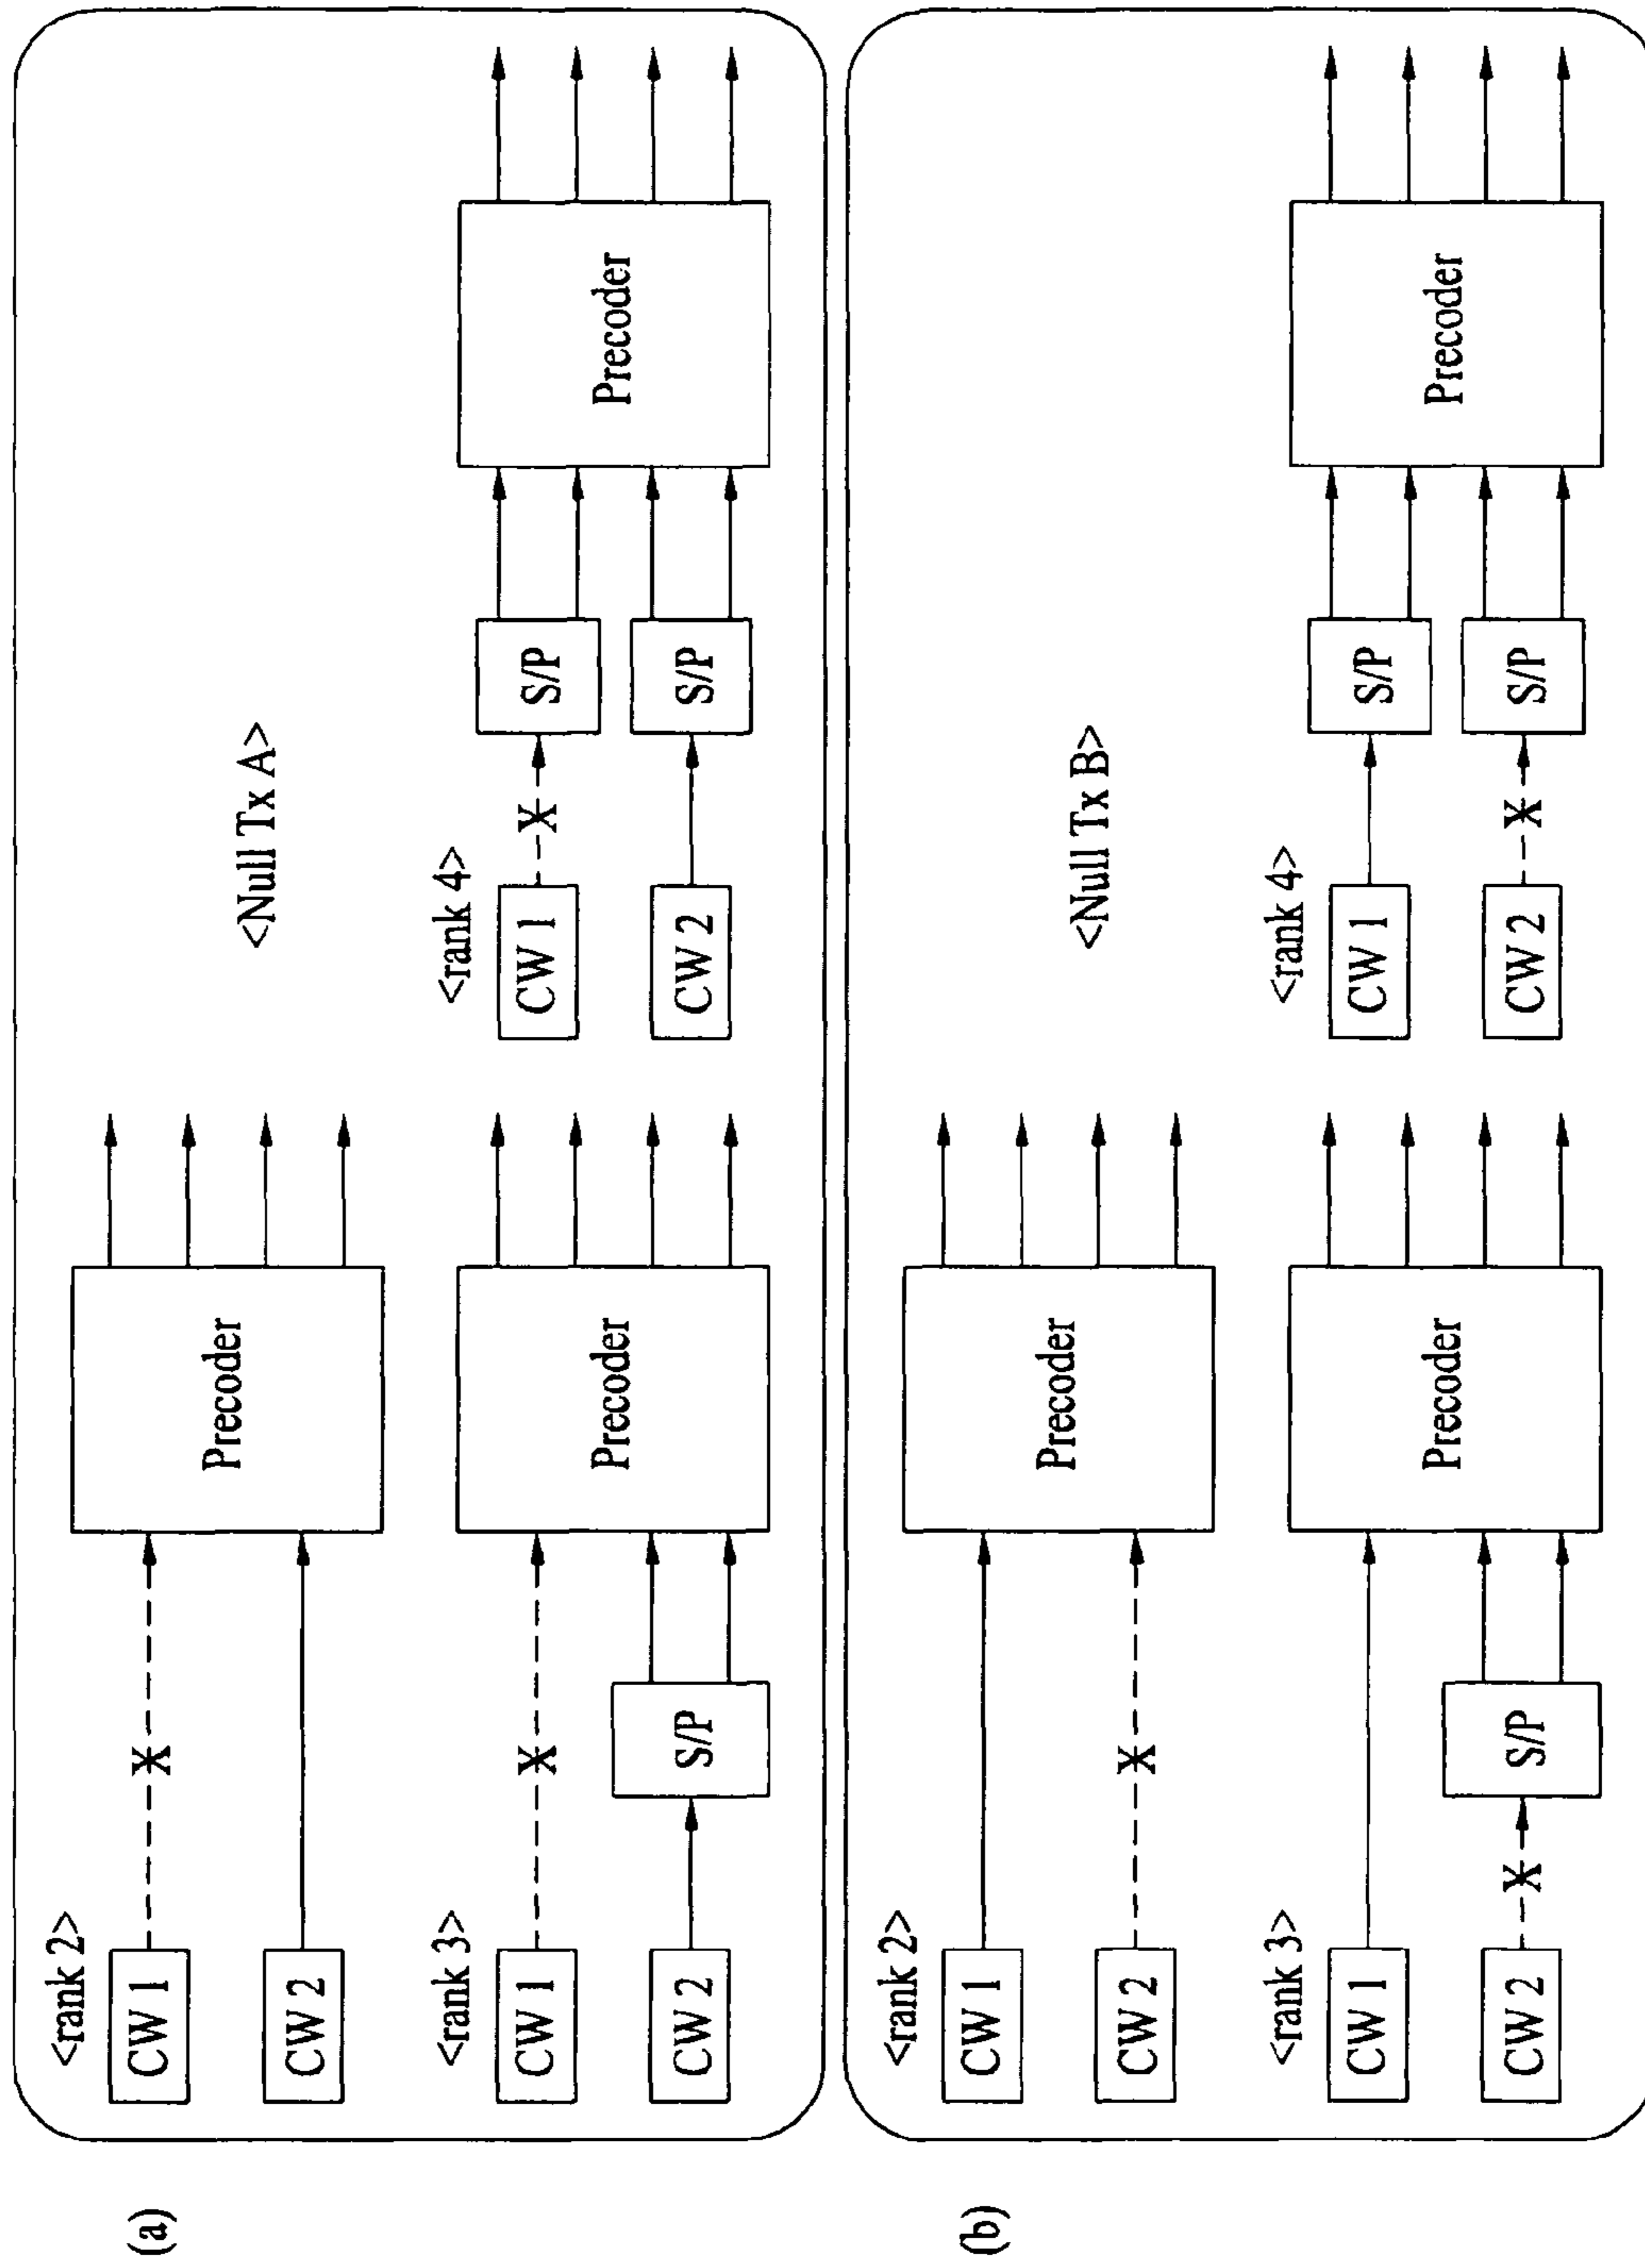 (a)
<rank 2>
CW 1
CW 2
Precoder
<Null Tx A>
<rank 3>
CW 1
CW 2
S/P
Precoder
<rank 4>
CW 1
CW 2
S/P
S/P
Precoder
X
X
X
(b)
<rank 2>
CW 1
CW 2
Precoder
<Null Tx B>
<rank 3>
CW 1
CW 2
S/P
Precoder
<rank 4>
CW 1
CW 2
S/P
S/P
Precoder
X
X
X